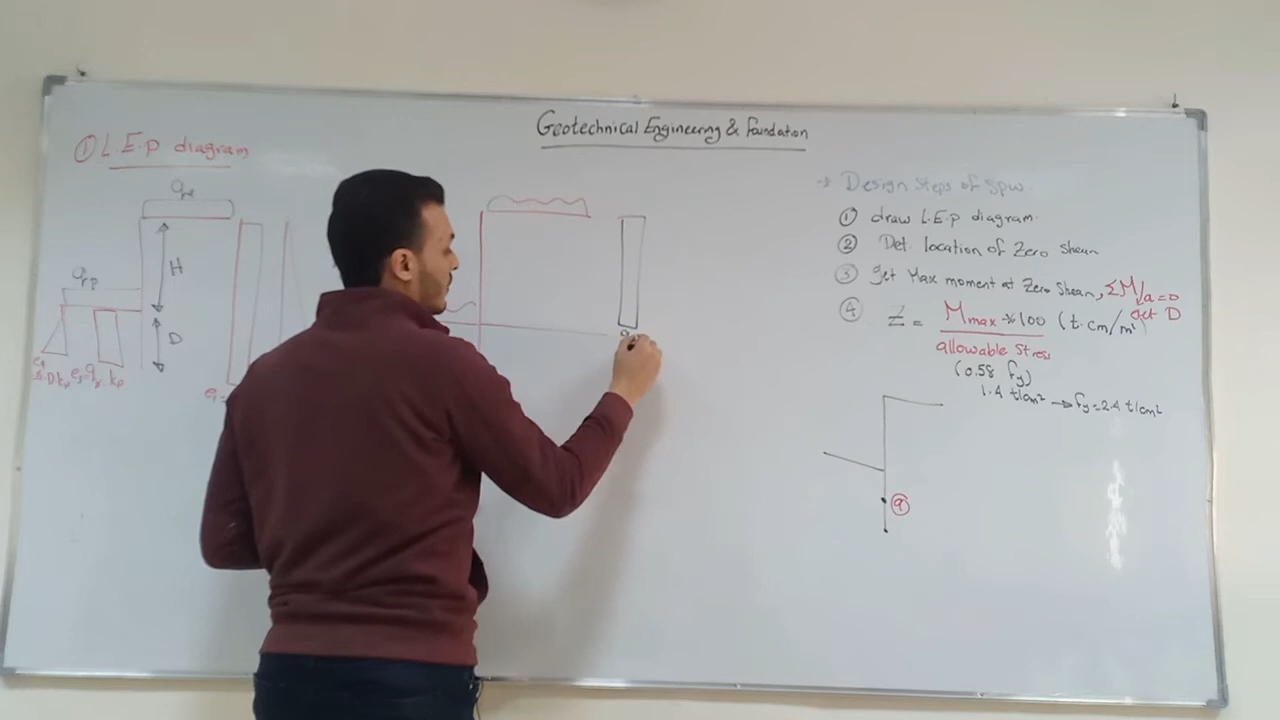 Geotechnical Engineering & Foundation
① L.E.p diagram
H
D
→ Design Steps of Spw.
① draw L.E.p diagram.
② Det. location of Zero shear
③ get Max moment at Zero Shear, ΣM/a=0
get D
④ Z = Mmax * 100 (t.cm/m')
allowable stress
(0.58 fy)
1.4 t/cm² → fy=2.4 t/cm²
a